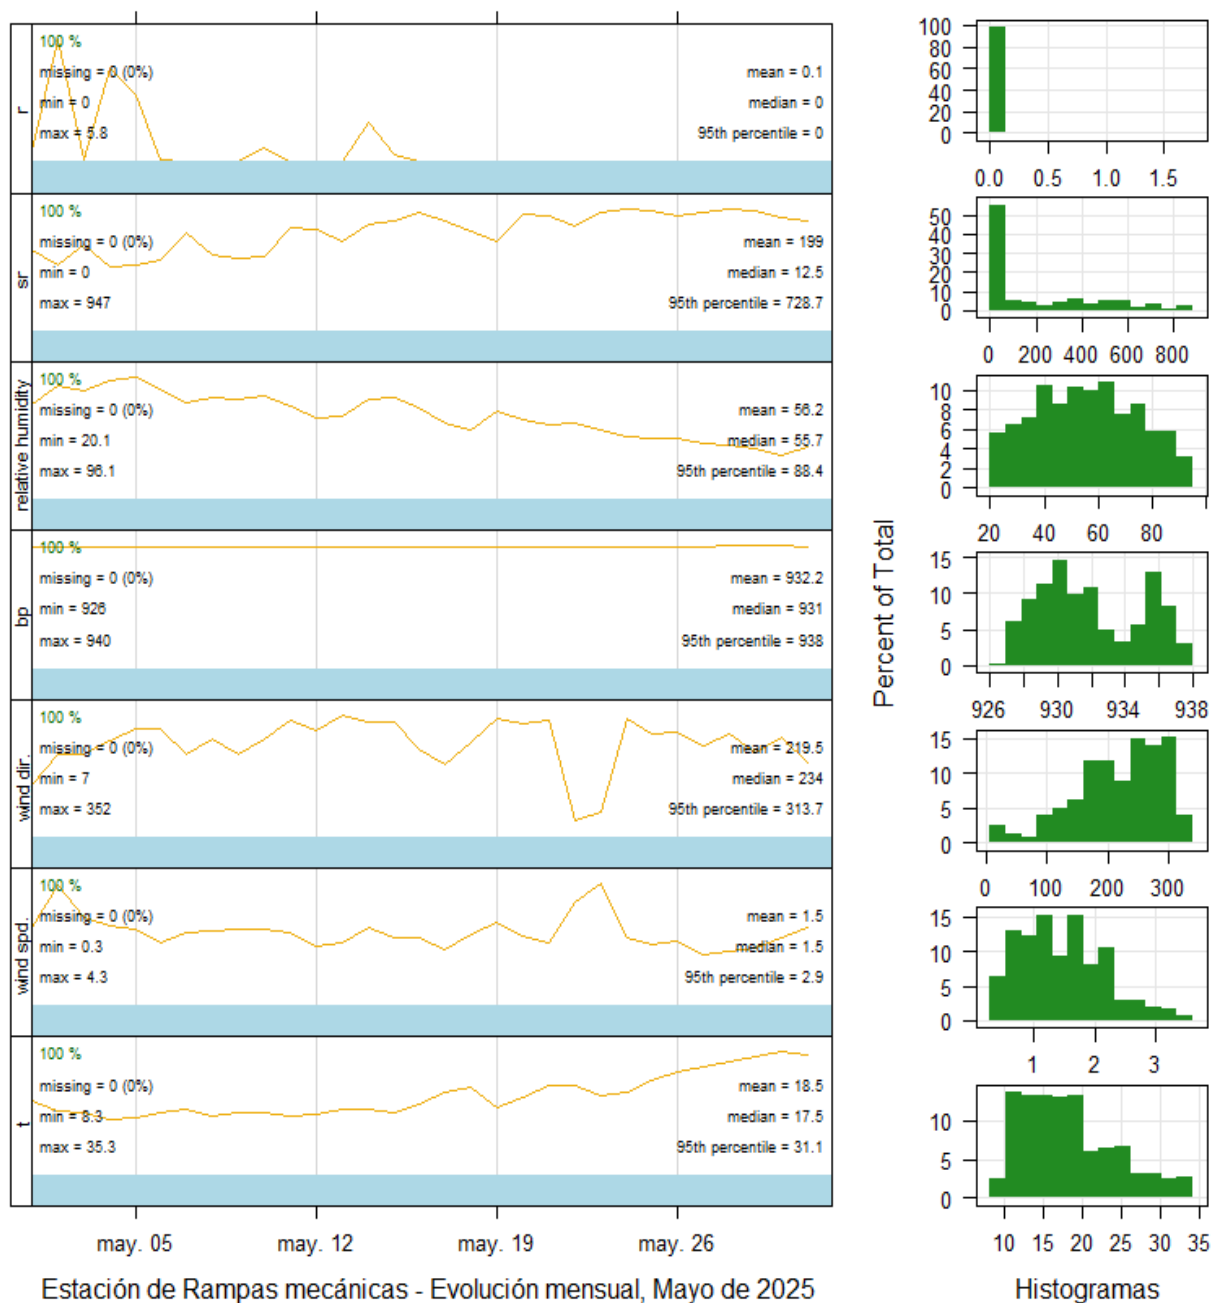 r
100 %
missing = 0 (0%)
min = 0
max = 5.8
mean = 0.1
median = 0
95th percentile = 0
sr
100 %
missing = 0 (0%)
min = 0
max = 947
mean = 199
median = 12.5
95th percentile = 728.7
relative humidity
100 %
missing = 0 (0%)
min = 20.1
max = 96.1
mean = 56.2
median = 55.7
95th percentile = 88.4
bp
100 %
missing = 0 (0%)
min = 926
max = 940
mean = 932.2
median = 931
95th percentile = 938
wind dir.
100 %
missing = 0 (0%)
min = 7
max = 352
mean = 219.5
median = 234
95th percentile = 313.7
wind spd.
100 %
missing = 0 (0%)
min = 0.3
max = 4.3
mean = 1.5
median = 1.5
95th percentile = 2.9
t
100 %
missing = 0 (0%)
min = 8.3
max = 35.3
mean = 18.5
median = 17.5
95th percentile = 31.1
may. 05 may. 12 may. 19 may. 26
Estación de Rampas mecánicas - Evolución mensual, Mayo de 2025
Percent of Total
100
80
60
40
20
0
0.0 0.5 1.0 1.5
50
40
30
20
10
0
0 200 400 600 800
10
8
6
4
2
0
20 40 60 80
15
10
5
0
926 930 934 938
15
10
5
0
0 100 200 300
15
10
5
0
1 2 3
10
5
0
10 15 20 25 30 35
Histogramas